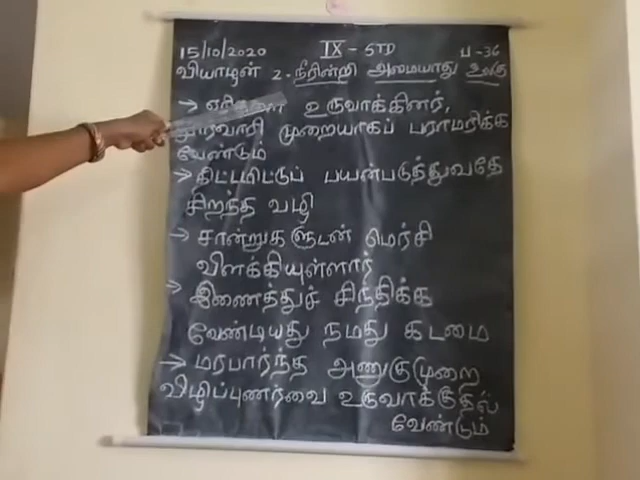 15/10/2020 IX - STD ப-36
வியாழன் 2. நீரின்றி அமையாது உலகு
→ உருவாக்கினர்,
முறையாகப் பராமரிக்க
வேண்டும்
→ திட்டமிட்டுப் பயன்படுத்துவதே
சிறந்த வழி
→ சான்றுகளுடன் மெர்சி
விளக்கியுள்ளார்
→ இணைத்துச் சிந்திக்க
வேண்டியது நமது கடமை
→ மரபார்ந்த அணுகுமுறை
விழிப்புணர்வை உருவாக்குதல்
வேண்டும்